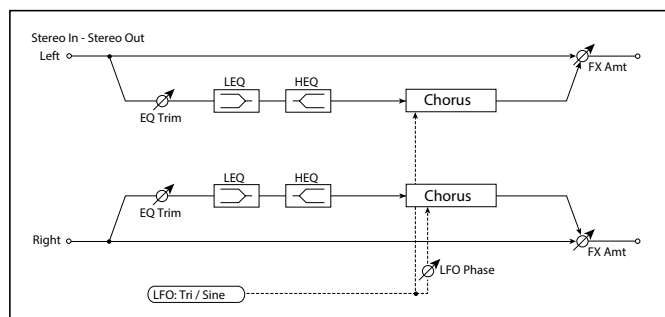 Stereo In - Stereo Out
Left
FX Amt
LEQ
HEQ
Chorus
EQ Trim
LEQ
HEQ
Chorus
EQ Trim
Right
FX Amt
LFO Phase
LFO: Tri / Sine